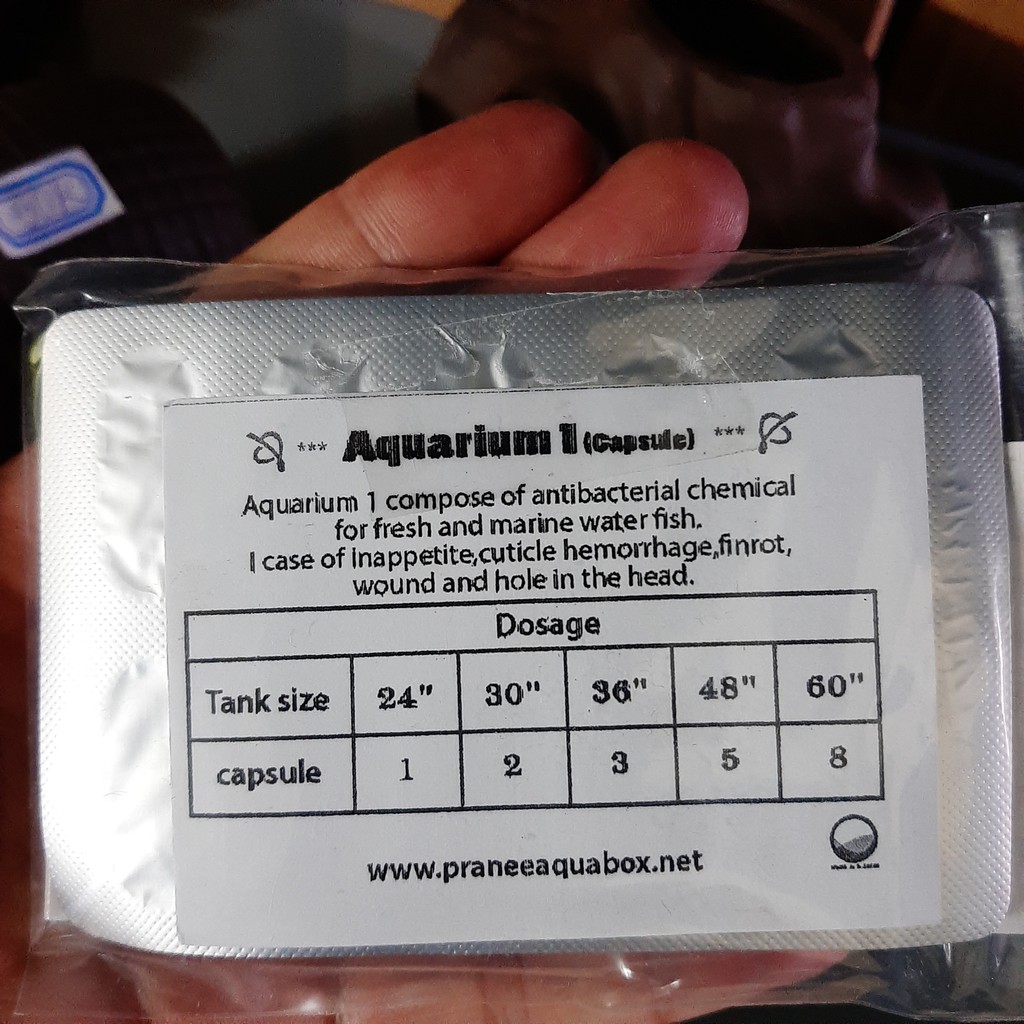 *** Aquarium 1 (Capsule) ***
Aquarium 1 compose of antibacterial chemical
for fresh and marine water fish.
I case of inappetite,cuticle hemorrhage,finrot,
wound and hole in the head.
Dosage
Tank size 24" 30" 36" 48" 60"
capsule 1 2 3 5 8
www.praneeaquabox.net